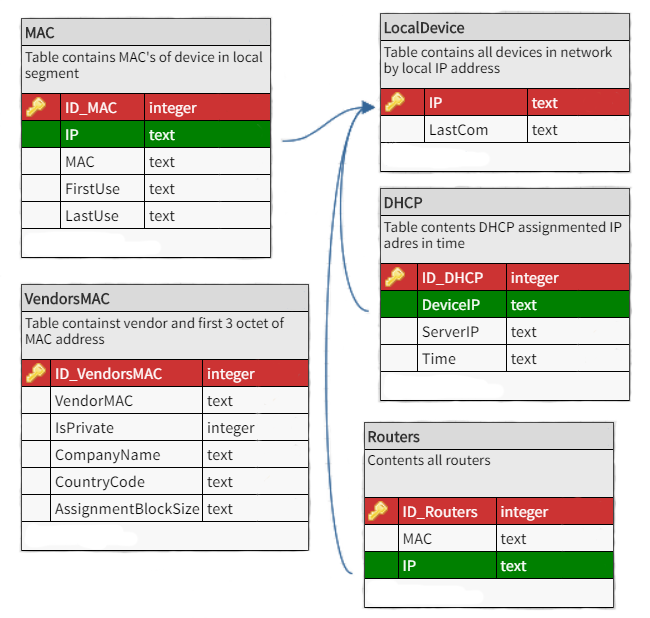 MAC
Table contains MAC's of device in local
segment
ID_MAC integer
IP text
MAC text
FirstUse text
LastUse text
LocalDevice
Table contains all devices in network
by local IP address
IP text
LastCom text
DHCP
Table contents DHCP assignmented IP
adres in time
ID_DHCP integer
DeviceIP text
ServerIP text
Time text
VendorsMAC
Table containst vendor and first 3 octet of
MAC address
ID_VendorsMAC integer
VendorMAC text
IsPrivate integer
CompanyName text
CountryCode text
AssignmentBlockSize text
Routers
Contents all routers
ID_Routers integer
MAC text
IP text